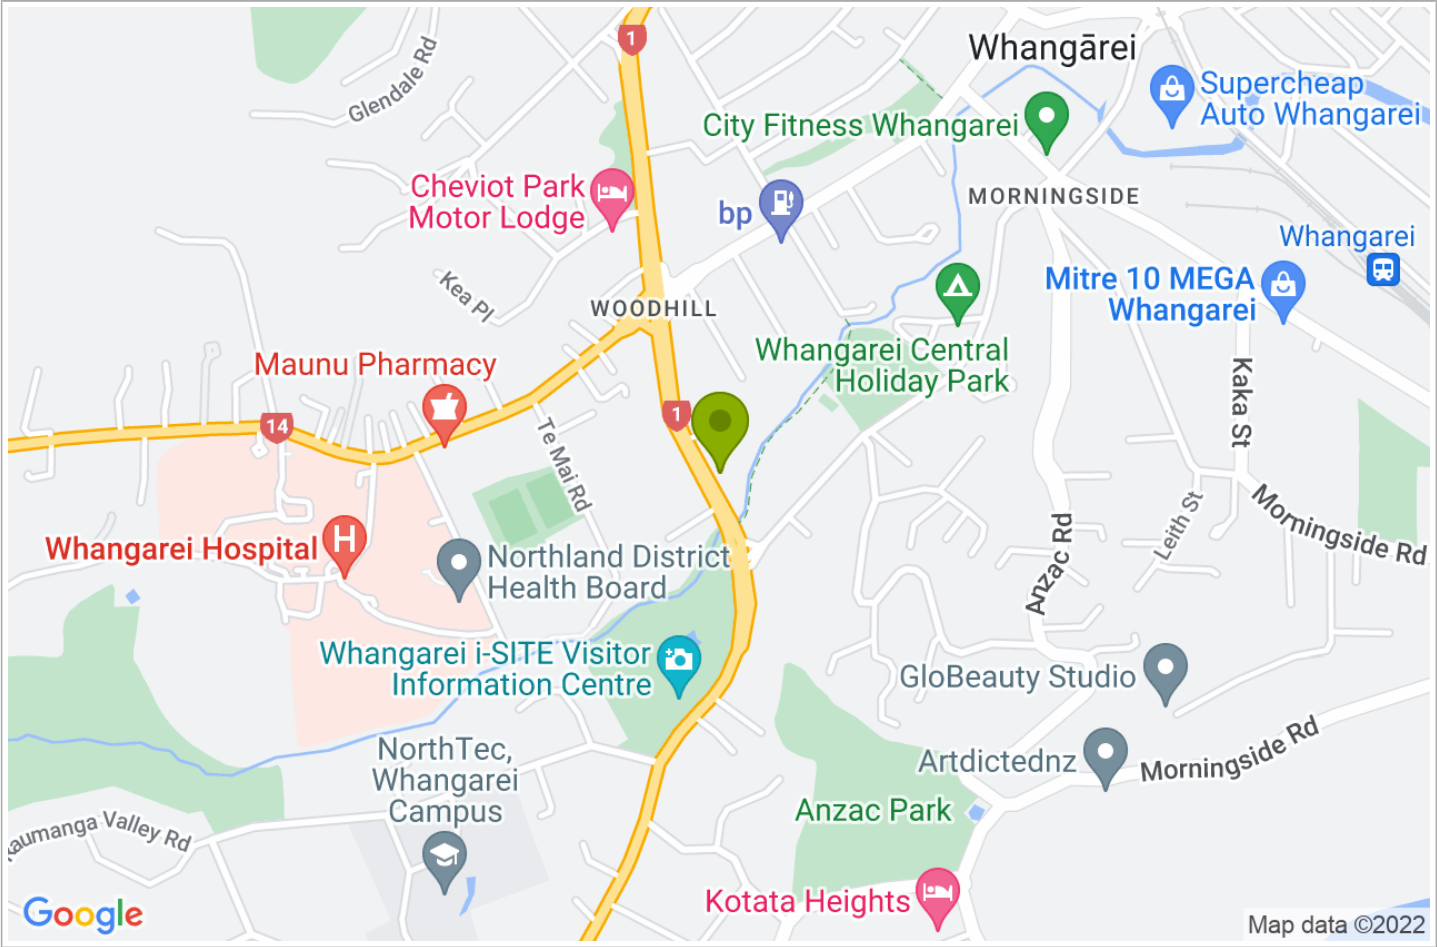 Whangārei
1
Glendale Rd
Supercheap
Auto Whangarei
City Fitness Whangarei
Cheviot Park
Motor Lodge
MORNINGSIDE
bp
Whangarei
Mitre 10 MEGA
Whangarei
Kea Pl
WOODHILL
Whangarei Central
Holiday Park
Maunu Pharmacy
Kaka St
14
1
Te Mai Rd
Whangarei Hospital
H
Northland District
Health Board
Leith St
Morningside Rd
Anzac Rd
Whangarei i-SITE Visitor
Information Centre
GloBeauty Studio
NorthTec,
Whangarei
Campus
Artdictednz
Morningside Rd
Anzac Park
aumanga Valley Rd
Kotata Heights
Google
Map data ©2022